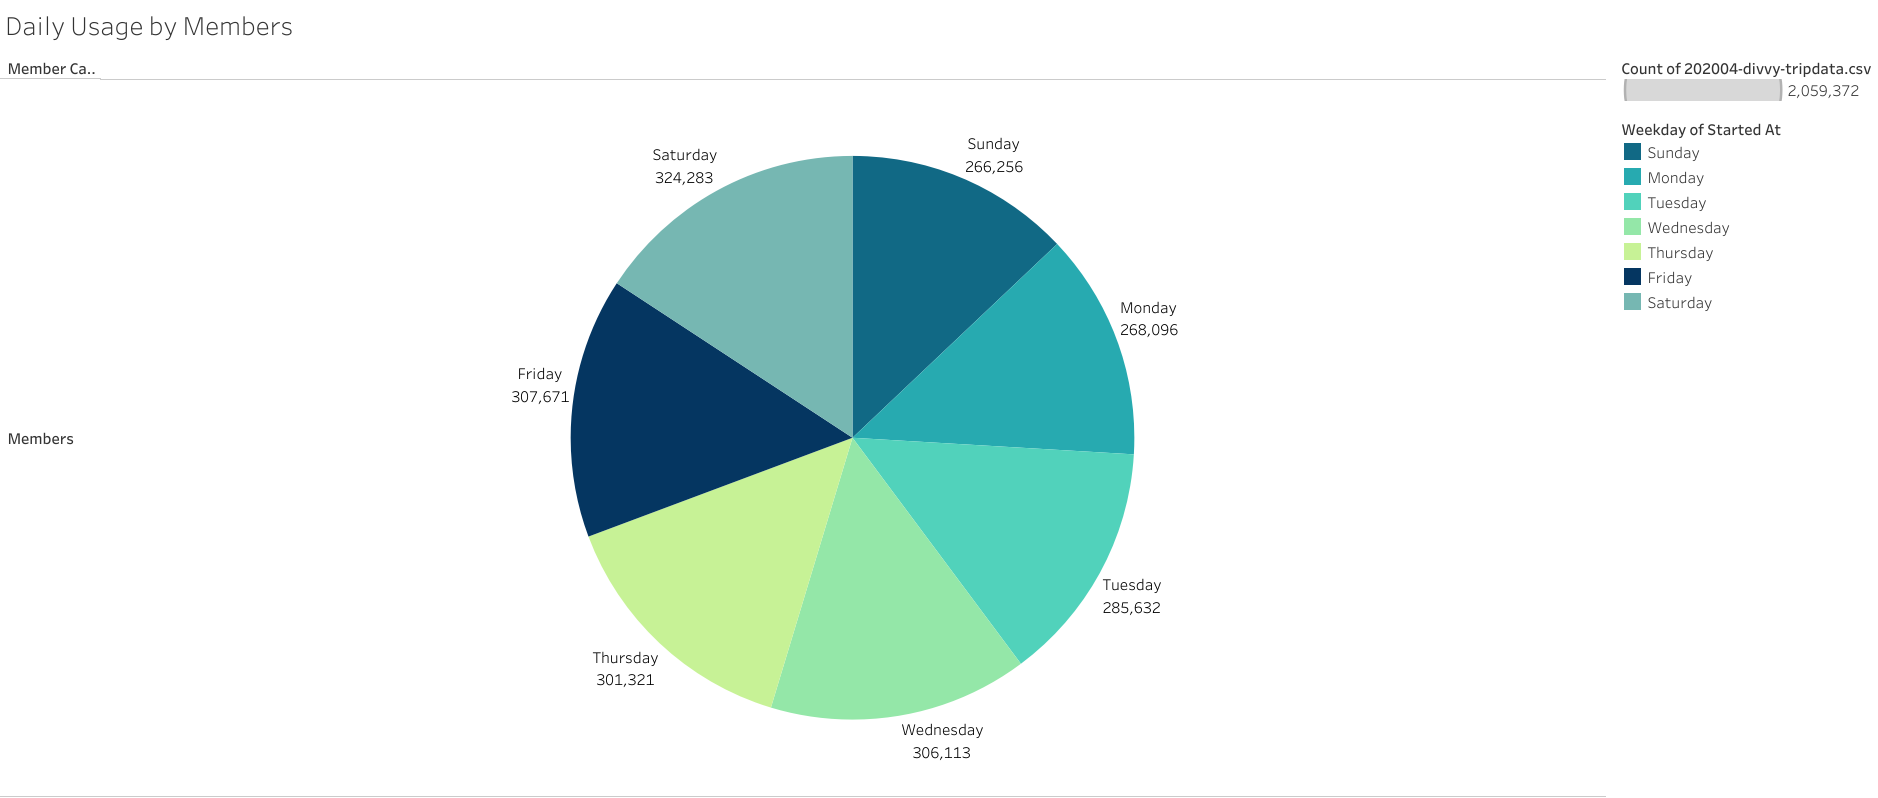 Daily Usage by Members
Member Ca..
Count of 202004-divvy-tripdata.csv
2,059,372
Weekday of Started At
Sunday
Monday
Tuesday
Wednesday
Thursday
Friday
Saturday
Members
Sunday
266,256
Monday
268,096
Tuesday
285,632
Wednesday
306,113
Thursday
301,321
Friday
307,671
Saturday
324,283